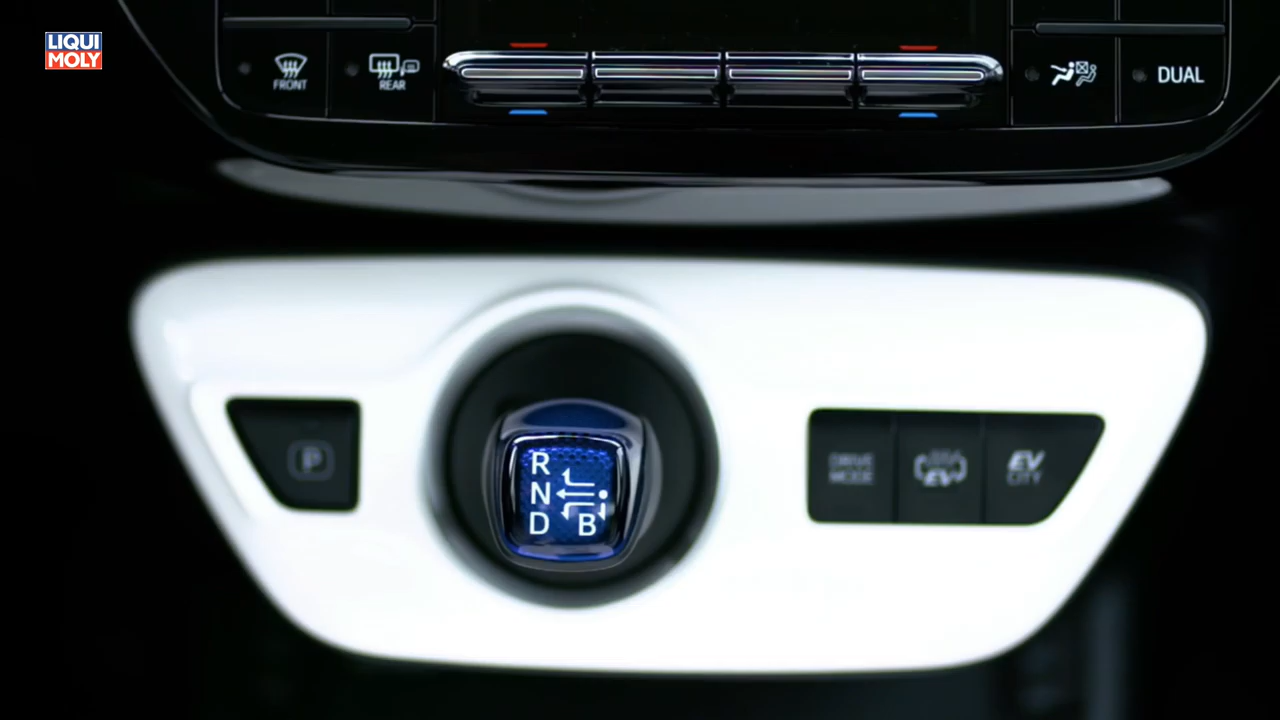 LIQUI
MOLY
FRONT
REAR
DUAL
R
N
D
B
P
DRIVE
MODE
EV
EV
CITY